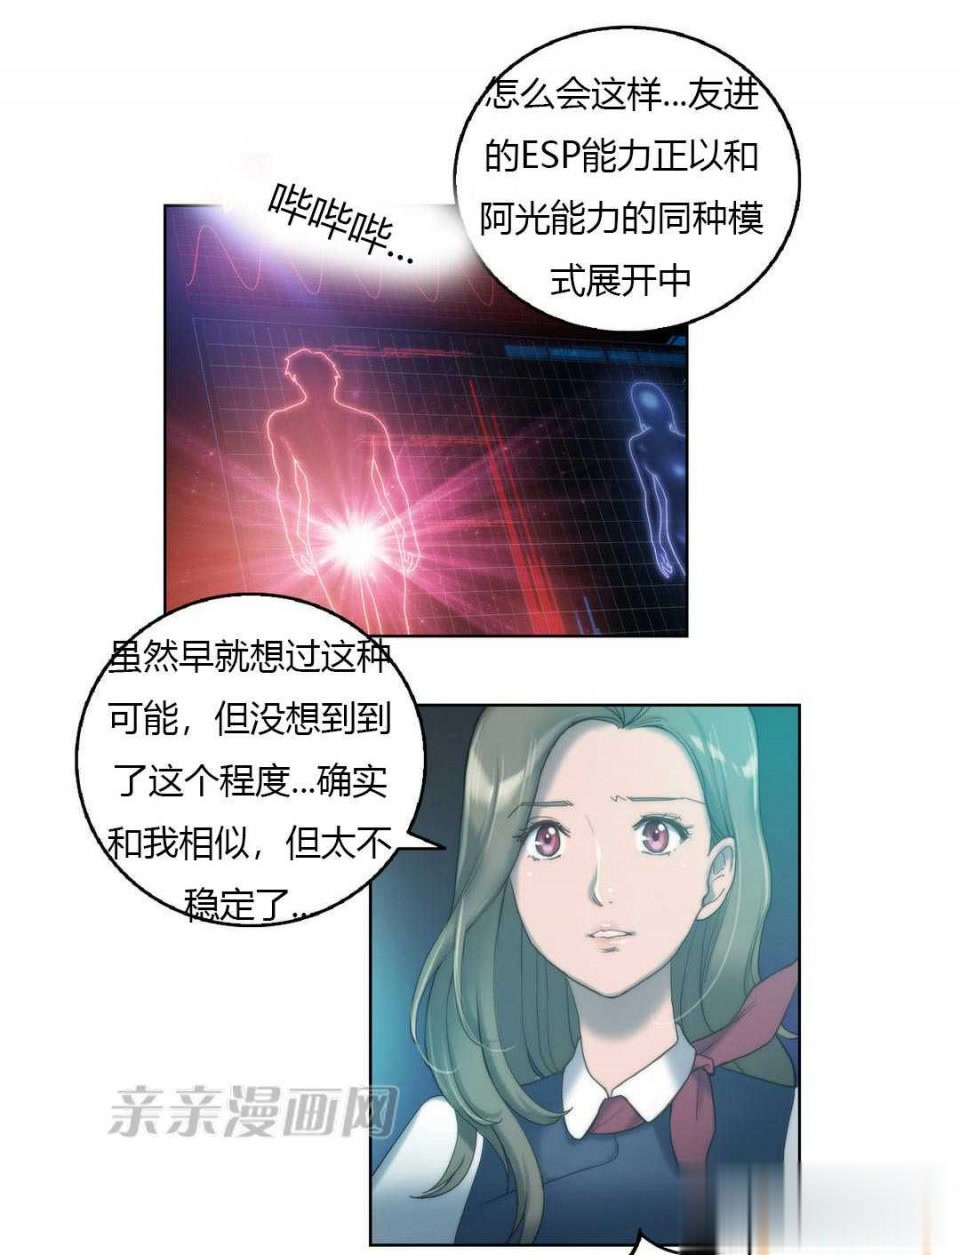 怎么会这样...友进
的ESP能力正以和
阿光能力的同种模
式展开中
哔哔哔...
虽然早就想过这种
可能，但没想到到
了这个程度...确实
和我相似，但太不
稳定了...
亲亲漫画网